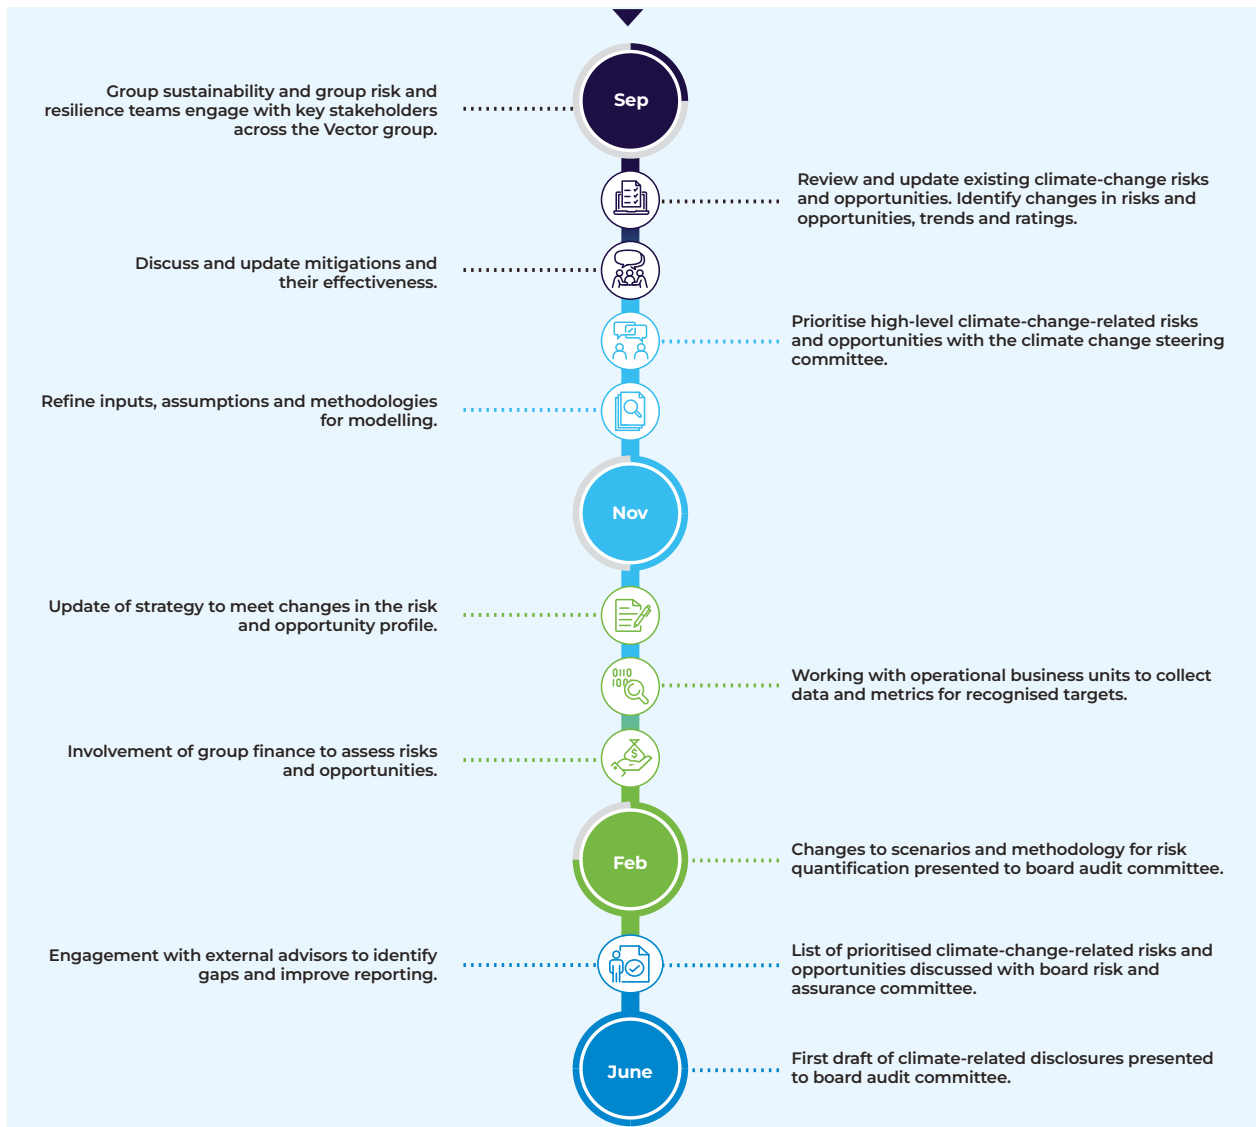 Group sustainability and group risk and
resilience teams engage with key stakeholders
across the Vector group.
Sep
Review and update existing climate-change risks
and opportunities. Identify changes in risks and
opportunities, trends and ratings.
Discuss and update mitigations and
their effectiveness.
Prioritise high-level climate-change-related risks
and opportunities with the climate change steering
committee.
Refine inputs, assumptions and methodologies
for modelling.
Nov
Update of strategy to meet changes in the risk
and opportunity profile.
0110
100
Working with operational business units to collect
data and metrics for recognised targets.
Involvement of group finance to assess risks
and opportunities.
$
Feb
Changes to scenarios and methodology for risk
quantification presented to board audit committee.
Engagement with external advisors to identify
gaps and improve reporting.
List of prioritised climate-change-related risks and
opportunities discussed with board risk and
assurance committee.
June
First draft of climate-related disclosures presented
to board audit committee.